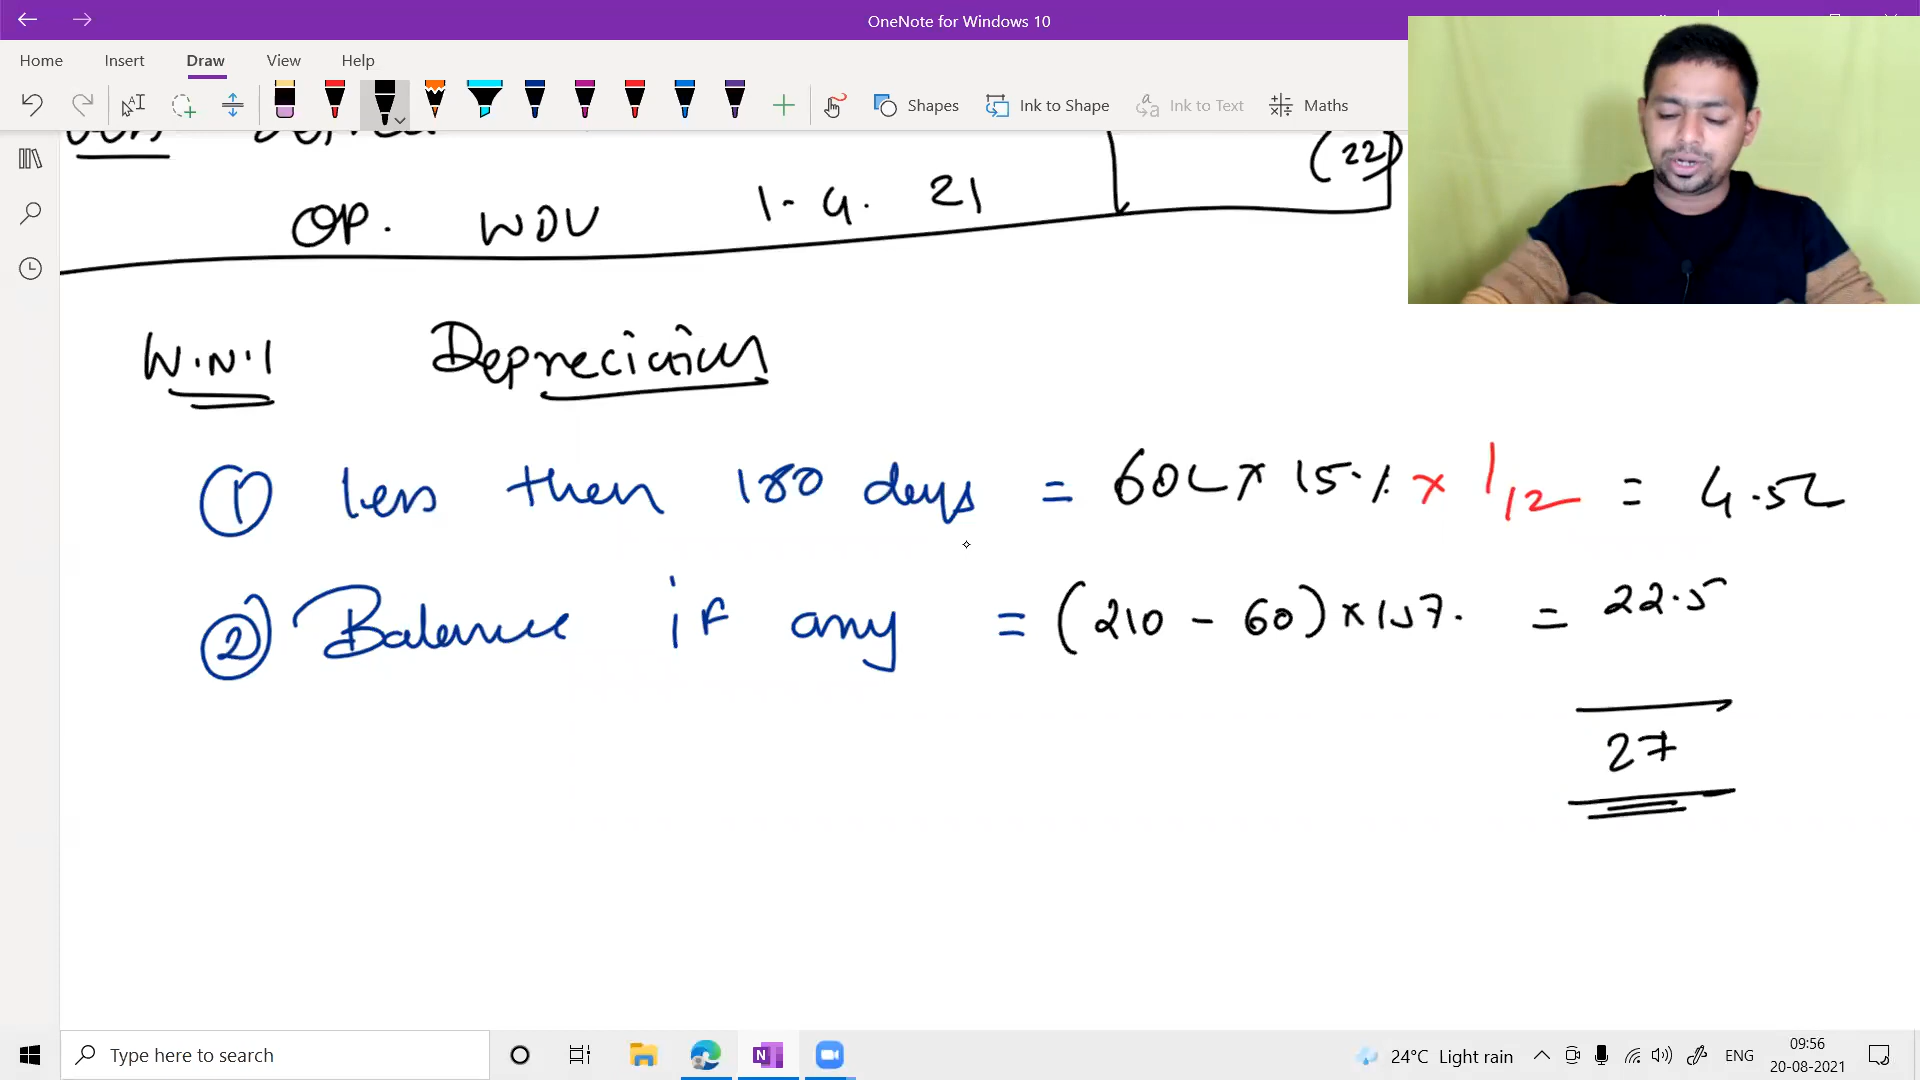 OneNote for Windows 10
Home Insert Draw View Help
Shapes Ink to Shape Ink to Text Maths
(22)
OP. WDV 1-4. 21
W.N.1 Depreciation
① less then 180 days = 60L x 15% x 1/12 = 4.5L
② Balance if any = (210 - 60) x 15%. = 22.5
27
Type here to search
24°C Light rain ENG 09:56
20-08-2021